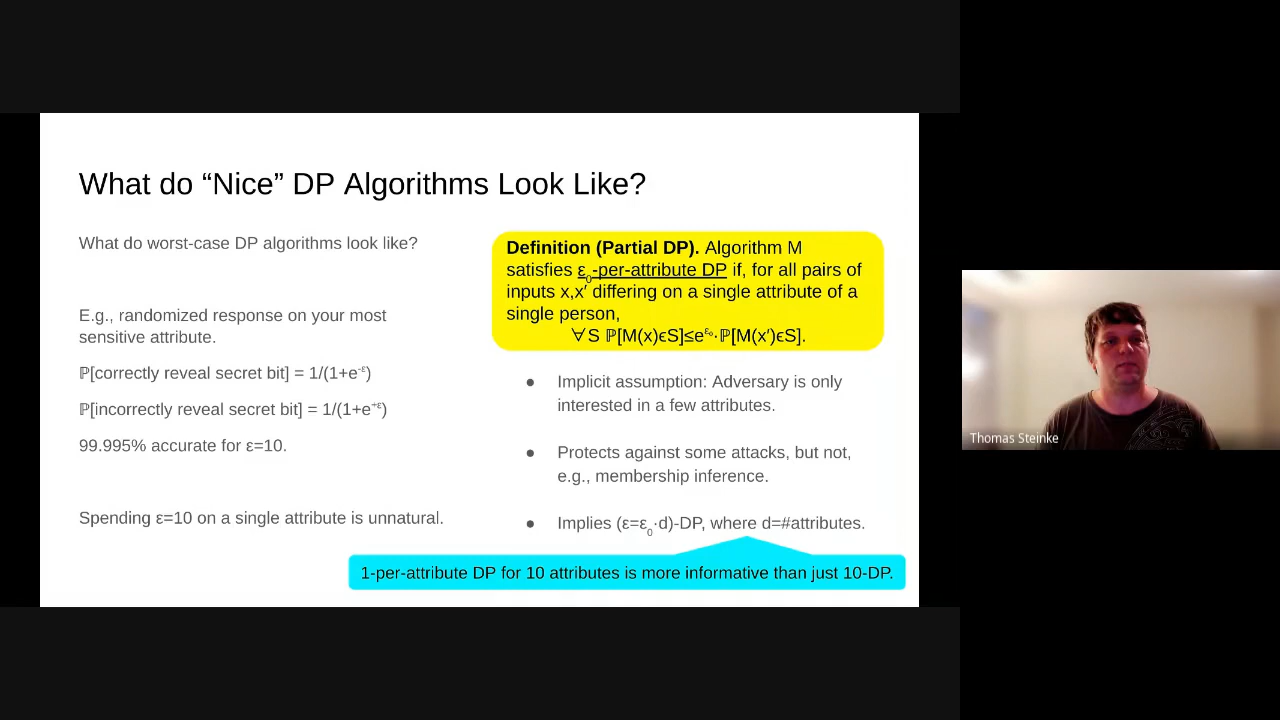 What do “Nice” DP Algorithms Look Like?
What do worst-case DP algorithms look like?
E.g., randomized response on your most
sensitive attribute.
ℙ[correctly reveal secret bit] = 1/(1+e⁻ᵋ)
ℙ[incorrectly reveal secret bit] = 1/(1+e⁺ᵋ)
99.995% accurate for ε=10.
Spending ε=10 on a single attribute is unnatural.
Definition (Partial DP). Algorithm M
satisfies ε₀-per-attribute DP if, for all pairs of
inputs x,x′ differing on a single attribute of a
single person,
∀S ℙ[M(x)ϵS]≤e^ε₀·ℙ[M(x′)ϵS].
● Implicit assumption: Adversary is only
interested in a few attributes.
● Protects against some attacks, but not,
e.g., membership inference.
● Implies (ε=ε₀·d)-DP, where d=#attributes.
1-per-attribute DP for 10 attributes is more informative than just 10-DP.
Thomas Steinke